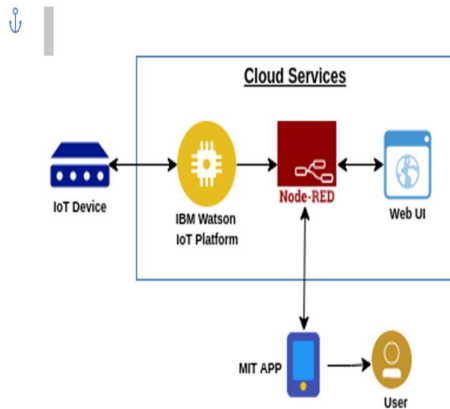 Cloud Services
IoT Device
IBM Watson
IoT Platform
Node-RED
Web UI
MIT APP
User